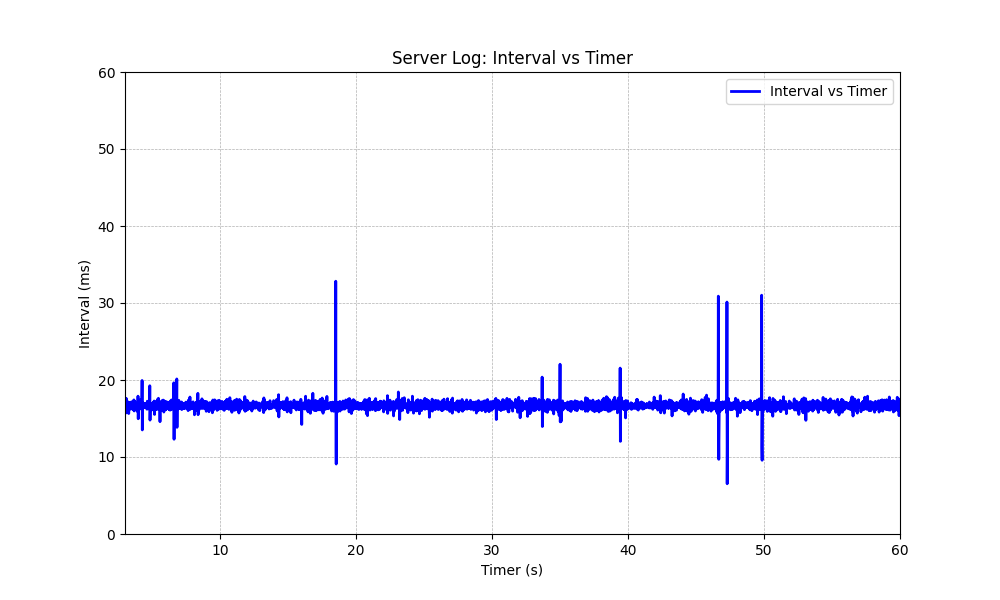 Server Log: Interval vs Timer
Interval vs Timer
60
50
40
30
20
10
0
Interval (ms)
10 20 30 40 50 60
Timer (s)